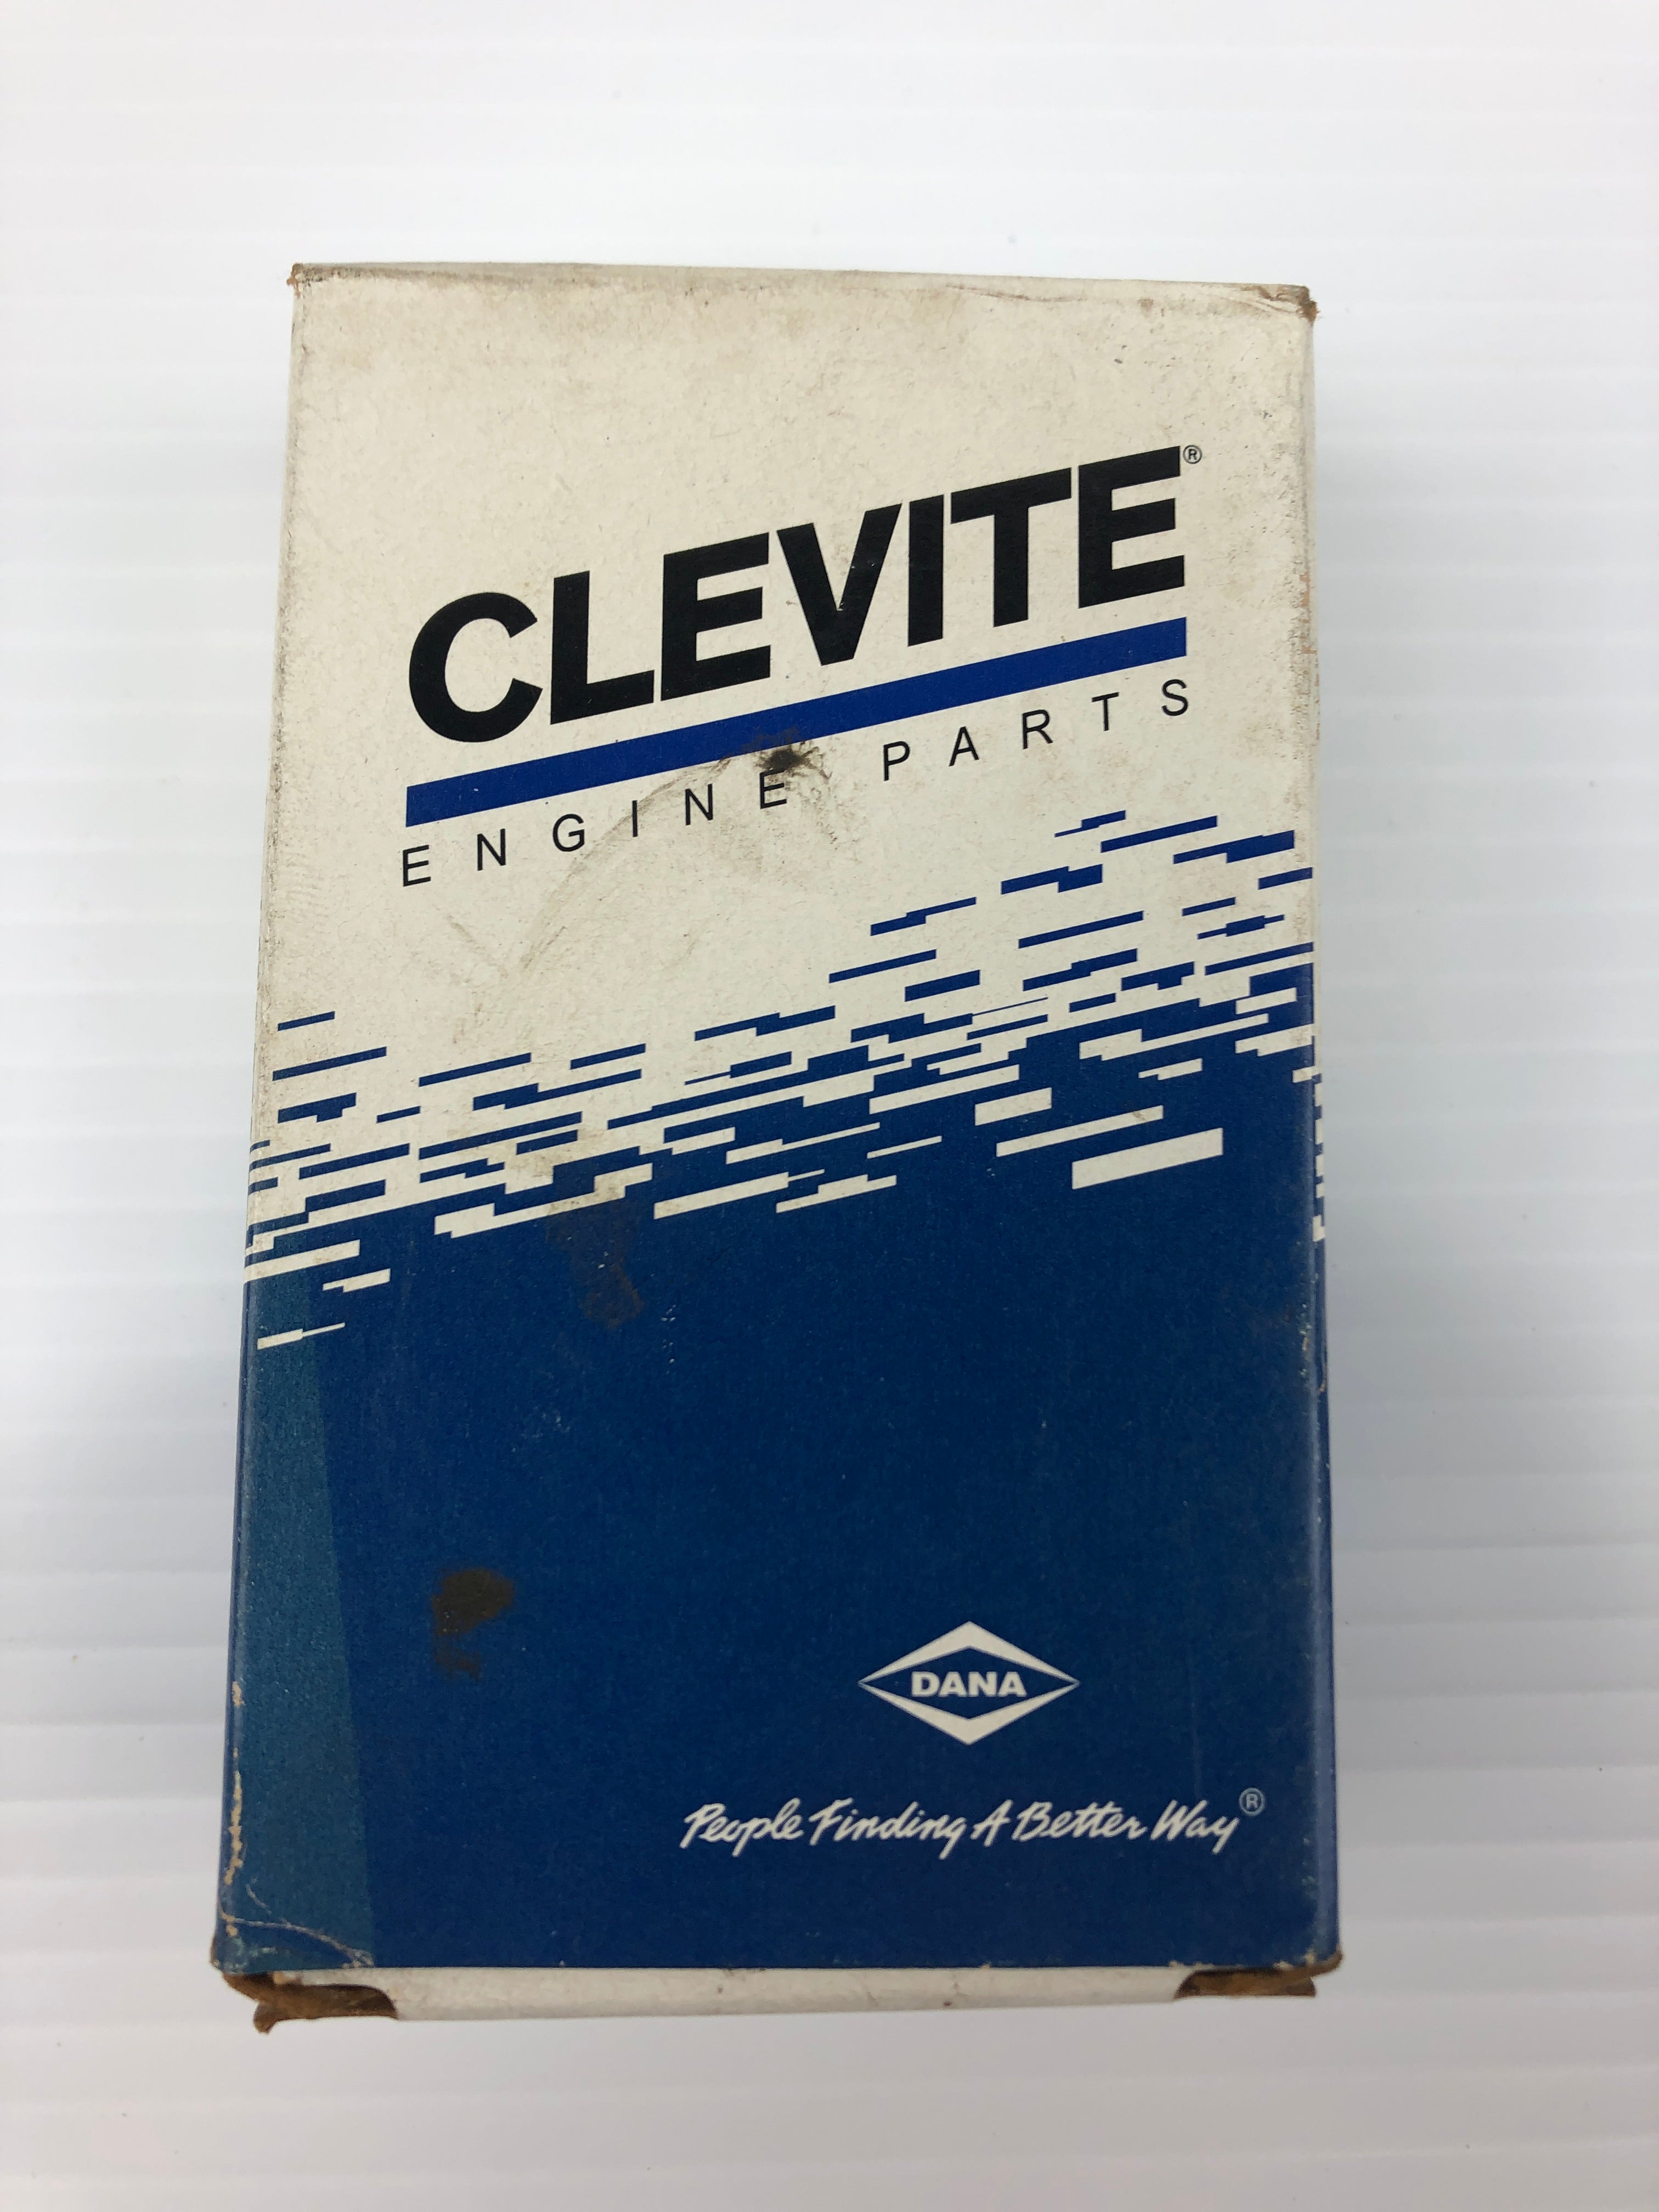 CLEVITE®
ENGINE PARTS
DANA
People Finding A Better Way®